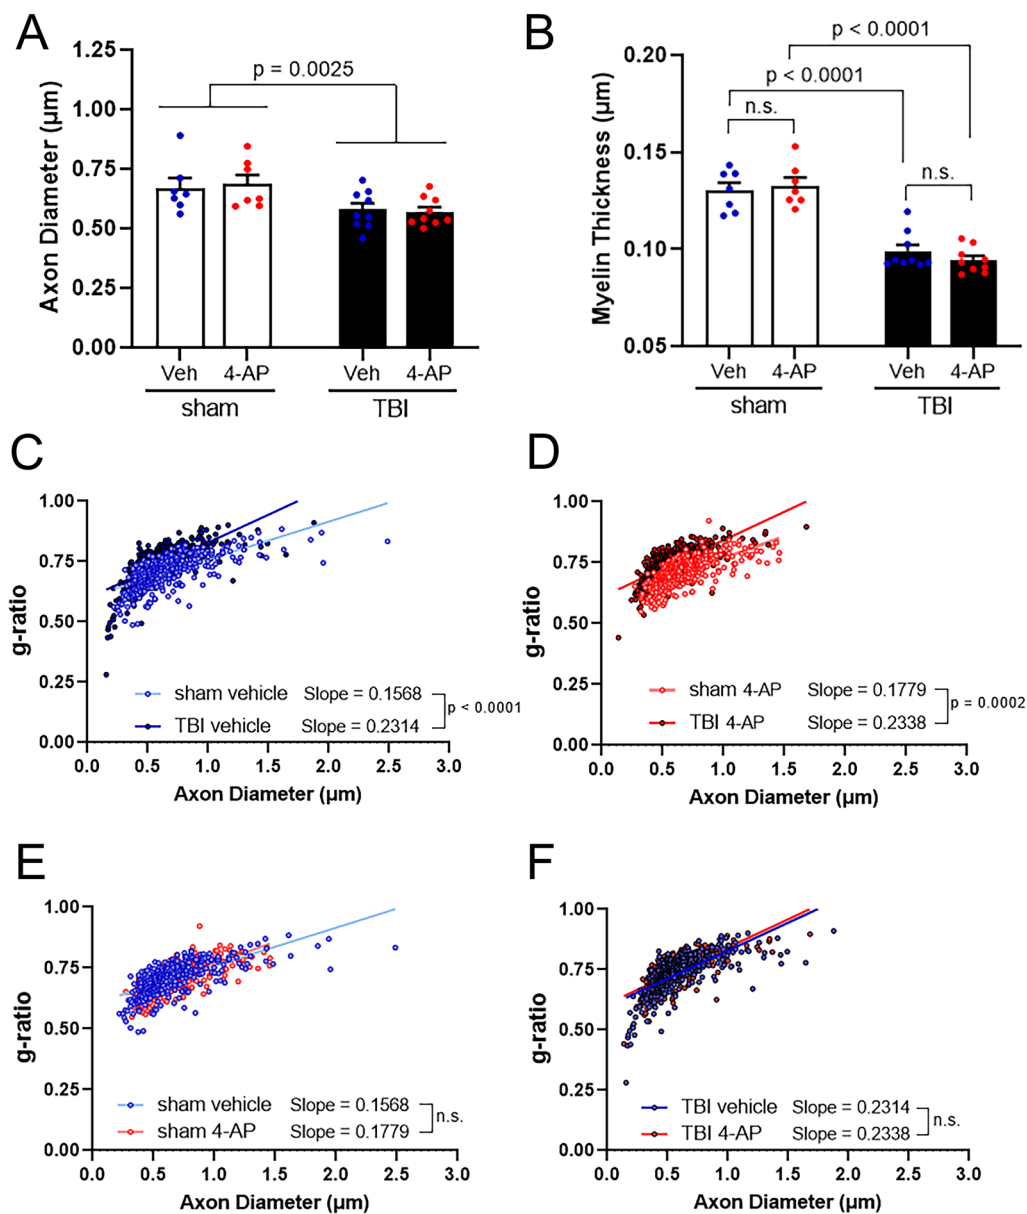 A
Axon Diameter (µm)
1.25
1.00
0.75
0.50
0.25
0.00
p = 0.0025
Veh 4-AP Veh 4-AP
sham TBI
B
Myelin Thickness (µm)
0.20
0.15
0.10
0.05
p < 0.0001
p < 0.0001
n.s.
n.s.
Veh 4-AP Veh 4-AP
sham TBI
C
g-ratio
1.00
0.75
0.50
0.25
0.00
sham vehicle Slope = 0.1568
TBI vehicle Slope = 0.2314
p < 0.0001
0.0 0.5 1.0 1.5 2.0 2.5 3.0
Axon Diameter (µm)
D
g-ratio
1.00
0.75
0.50
0.25
0.00
sham 4-AP Slope = 0.1779
TBI 4-AP Slope = 0.2338
p = 0.0002
0.0 0.5 1.0 1.5 2.0 2.5 3.0
Axon Diameter (µm)
E
g-ratio
1.00
0.75
0.50
0.25
0.00
sham vehicle Slope = 0.1568
sham 4-AP Slope = 0.1779
n.s.
0.0 0.5 1.0 1.5 2.0 2.5 3.0
Axon Diameter (µm)
F
g-ratio
1.00
0.75
0.50
0.25
0.00
TBI vehicle Slope = 0.2314
TBI 4-AP Slope = 0.2338
n.s.
0.0 0.5 1.0 1.5 2.0 2.5 3.0
Axon Diameter (µm)